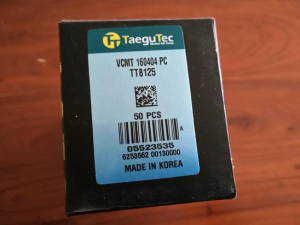 TaeguTec
VCMT 160404 PC
TT8125
50 PCS
A
05523535
6253562 00130000
MADE IN KOREA